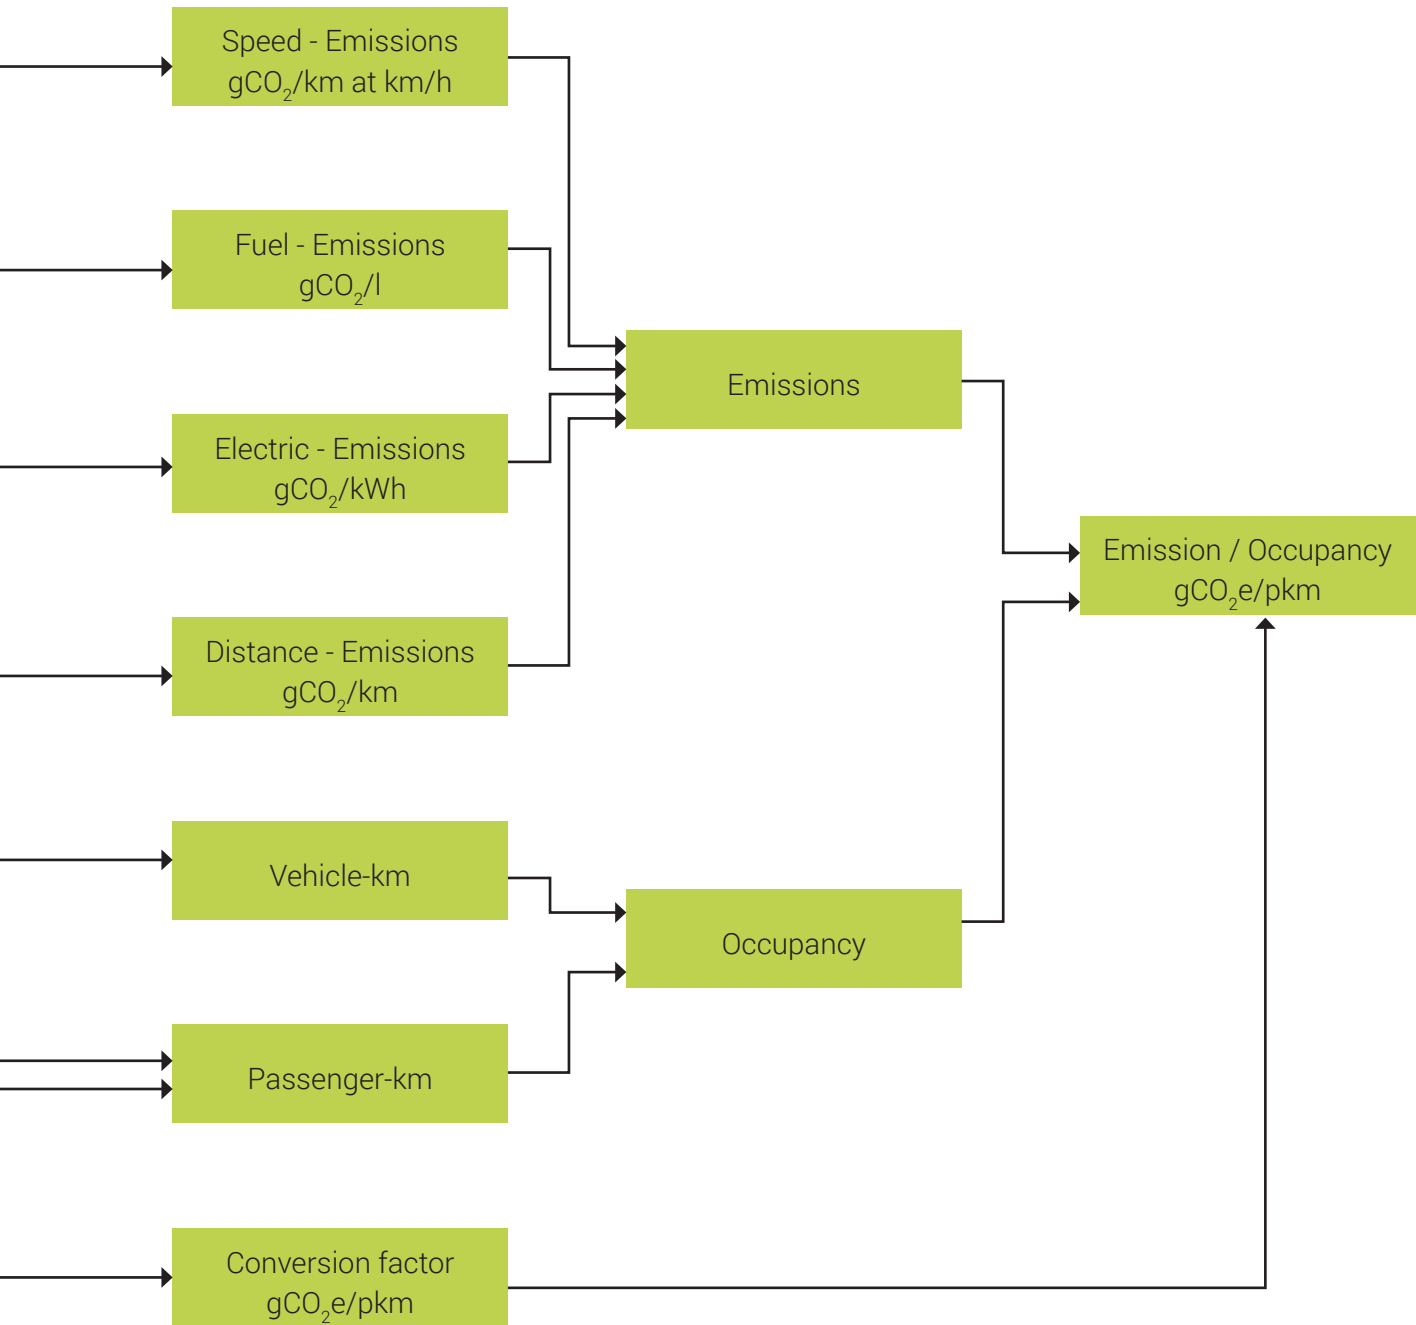 Speed - Emissions
gCO₂/km at km/h
Fuel - Emissions
gCO₂/l
Electric - Emissions
gCO₂/kWh
Distance - Emissions
gCO₂/km
Vehicle-km
Passenger-km
Conversion factor
gCO₂e/pkm
Emissions
Occupancy
Emission / Occupancy
gCO₂e/pkm